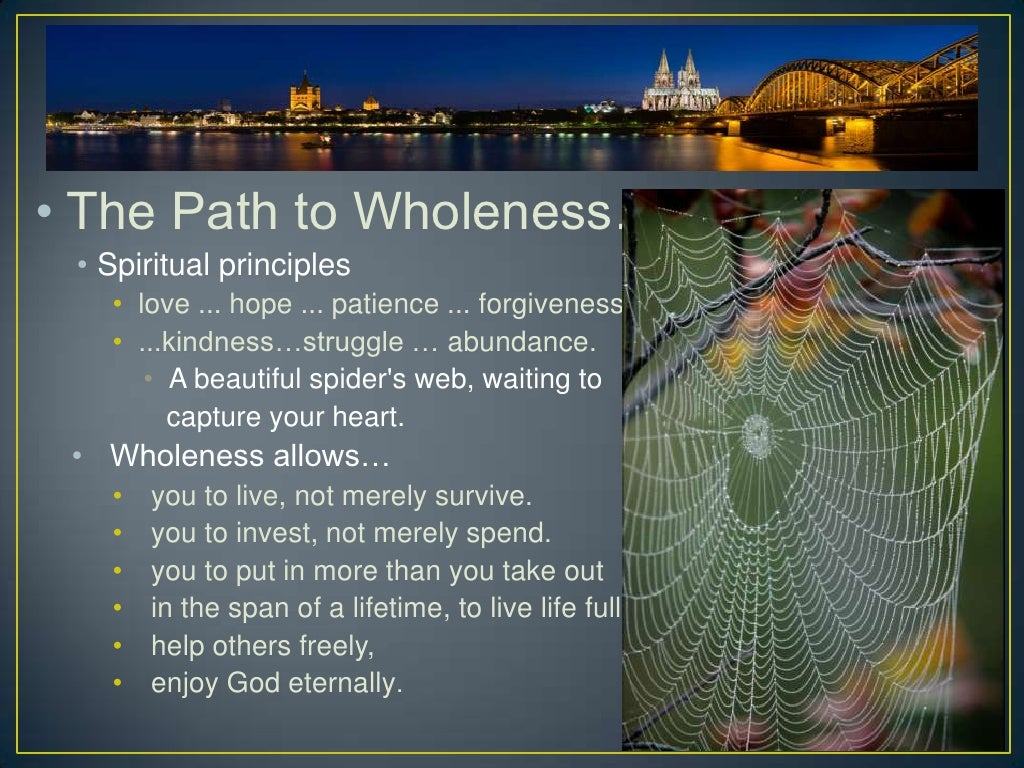 • The Path to Wholeness.
• Spiritual principles
• love ... hope ... patience ... forgiveness
• ...kindness…struggle … abundance.
• A beautiful spider's web, waiting to
capture your heart.
• Wholeness allows…
• you to live, not merely survive.
• you to invest, not merely spend.
• you to put in more than you take out
• in the span of a lifetime, to live life full
• help others freely,
• enjoy God eternally.